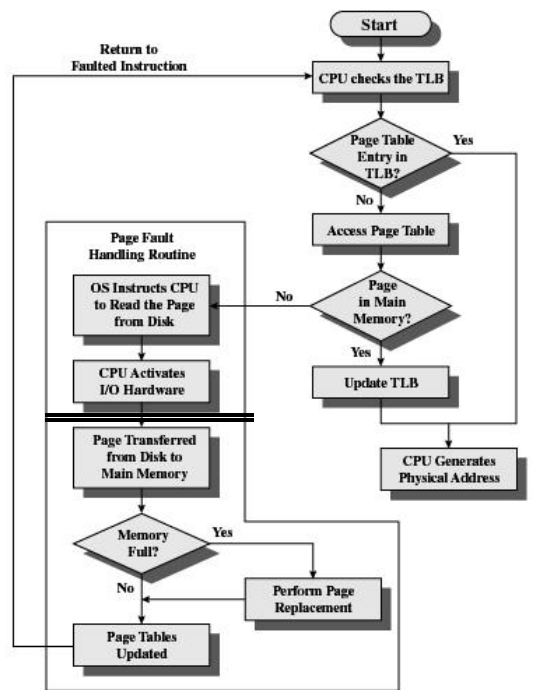 Start
Return to
Faulted Instruction
CPU checks the TLB
Page Table
Entry in
TLB?
Yes
No
Access Page Table
Page Fault
Handling Routine
OS Instructs CPU
to Read the Page
from Disk
No
Page
in Main
Memory?
Yes
CPU Activates
I/O Hardware
Update TLB
Page Transferred
from Disk to
Main Memory
CPU Generates
Physical Address
Memory
Full?
Yes
No
Perform Page
Replacement
Page Tables
Updated